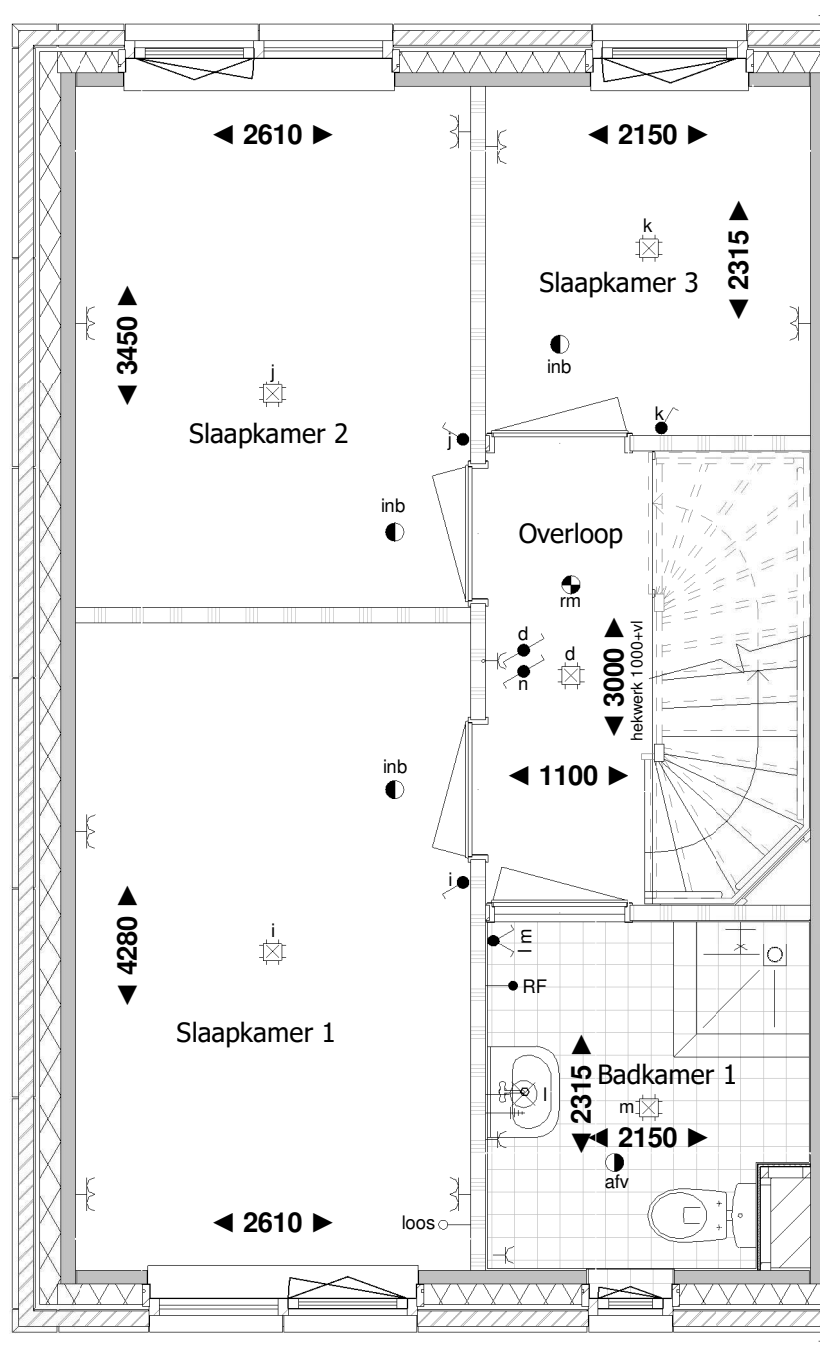 ◄ 2610 ►
◄ 2150 ►
k
◄ 2315 ►
Slaapkamer 3
◄ 3450 ►
inb
j
k
Slaapkamer 2
j
inb
Overloop
rm
d
d
n
◄ 3000 ►
hekwerk 1000+vl
inb
◄ 1100 ►
i
i
◄ 4280 ►
l m
RF
Slaapkamer 1
◄ 2315 ►
Badkamer 1
l
m
◄ 2150 ►
afv
◄ 2610 ►
loos